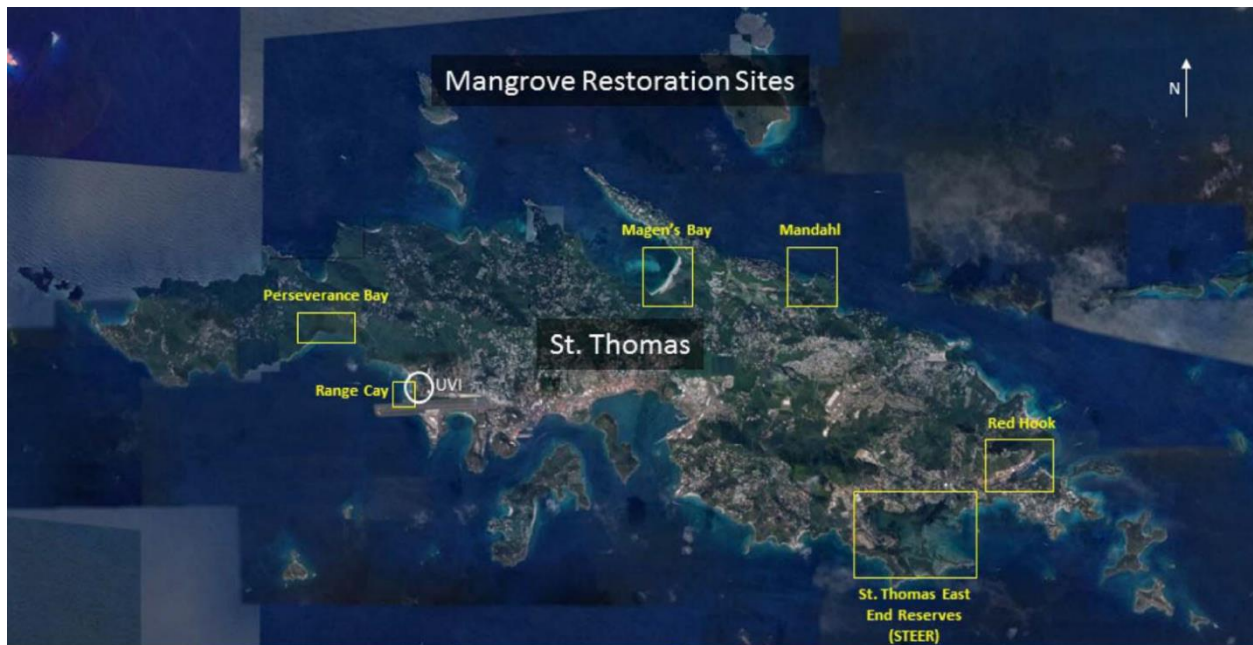 Mangrove Restoration Sites
N
Magen's Bay
Mandahl
Perseverance Bay
St. Thomas
Range Cay
UVI
Red Hook
St. Thomas East
End Reserves
(STEER)